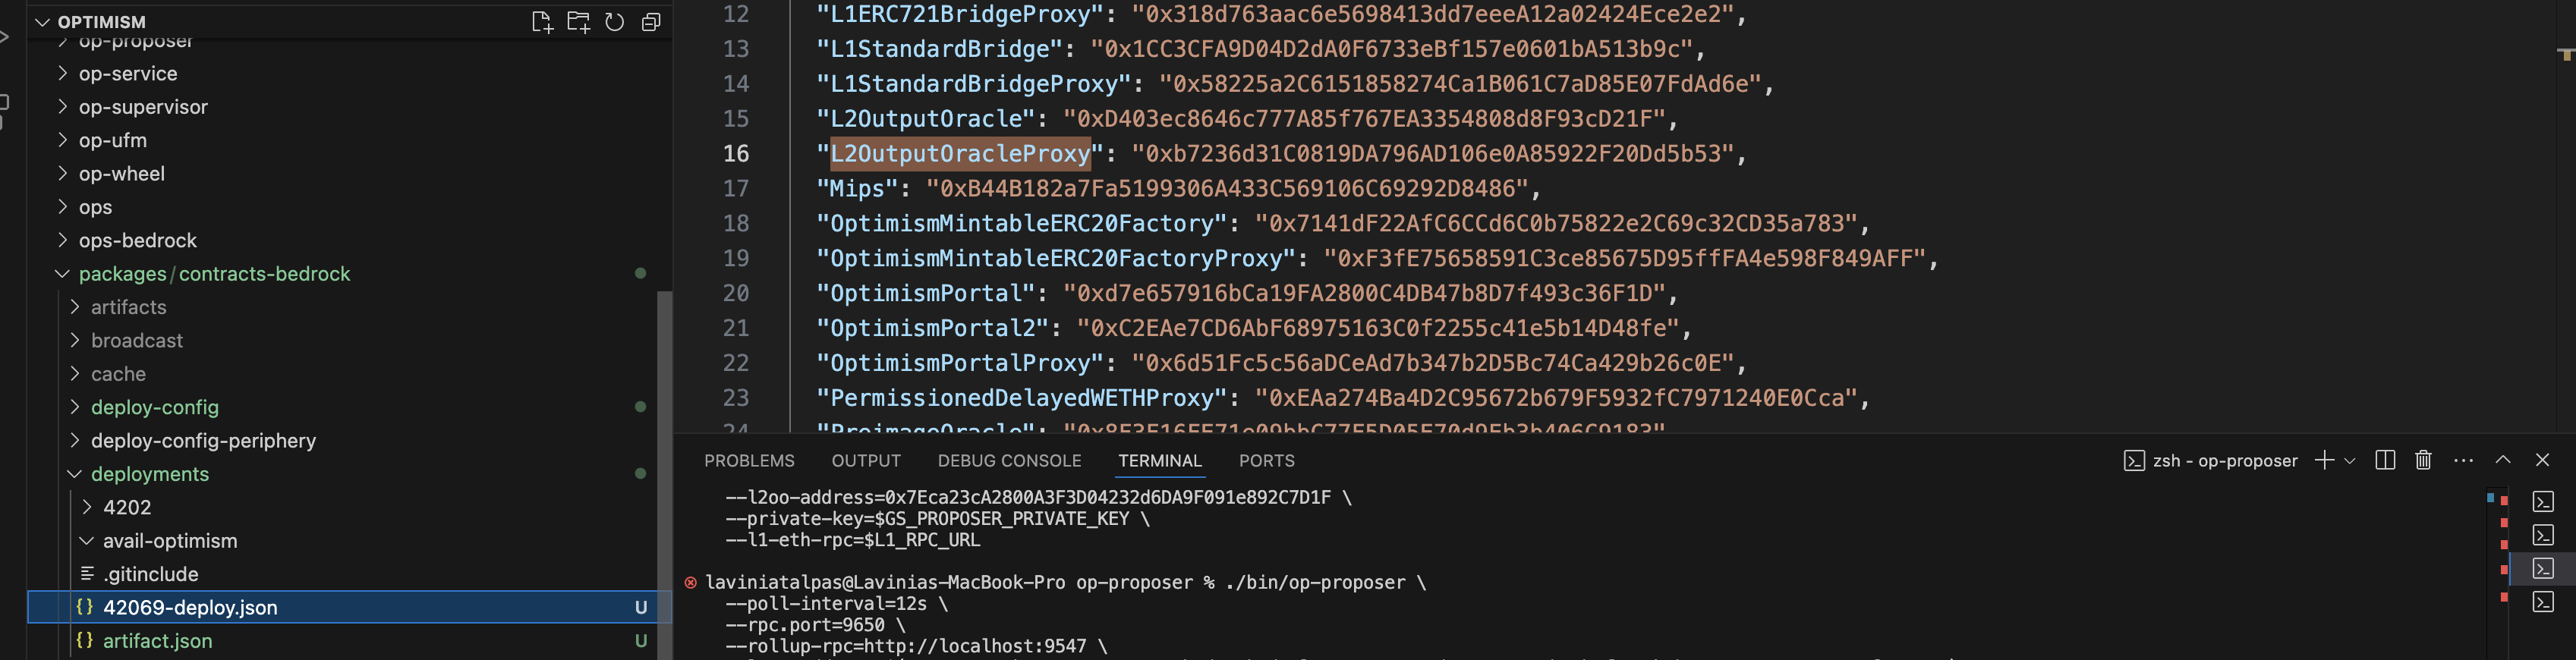 OPTIMISM
op-proposer
op-service
op-supervisor
op-ufm
op-wheel
ops
ops-bedrock
packages/contracts-bedrock
artifacts
broadcast
cache
deploy-config
deploy-config-periphery
deployments
4202
avail-optimism
.gitinclude
{} 42069-deploy.json U
{} artifact.json U
12 "L1ERC721BridgeProxy": "0x318d763aac6e5698413dd7eeeA12a02424Ece2e2",
13 "L1StandardBridge": "0x1CC3CFA9D04D2dA0F6733eBf157e0601bA513b9c",
14 "L1StandardBridgeProxy": "0x58225a2C6151858274Ca1B061C7aD85E07FdAd6e",
15 "L2OutputOracle": "0xD403ec8646c777A85f767EA3354808d8F93cD21F",
16 "L2OutputOracleProxy": "0xb7236d31C0819DA796AD106e0A85922F20Dd5b53",
17 "Mips": "0xB44B182a7Fa5199306A433C569106C69292D8486",
18 "OptimismMintableERC20Factory": "0x7141dF22AfC6CCd6C0b75822e2C69c32CD35a783",
19 "OptimismMintableERC20FactoryProxy": "0xF3fE75658591C3ce85675D95ffFA4e598F849AFF",
20 "OptimismPortal": "0xd7e657916bCa19FA2800C4DB47b8D7f493c36F1D",
21 "OptimismPortal2": "0xC2EAe7CD6AbF68975163C0f2255c41e5b14D48fe",
22 "OptimismPortalProxy": "0x6d51Fc5c56aDCeAd7b347b2D5Bc74Ca429b26c0E",
23 "PermissionedDelayedWETHProxy": "0xEAa274Ba4D2C95672b679F5932fC7971240E0Cca",
24 "PreimageOracle":
PROBLEMS OUTPUT DEBUG CONSOLE TERMINAL PORTS zsh - op-proposer
--l2oo-address=0x7Eca23cA2800A3F3D04232d6DA9F091e892C7D1F \
--private-key=$GS_PROPOSER_PRIVATE_KEY \
--l1-eth-rpc=$L1_RPC_URL
laviniatalpas@Lavinias-MacBook-Pro op-proposer % ./bin/op-proposer \
--poll-interval=12s \
--rpc.port=9650 \
--rollup-rpc=http://localhost:9547 \